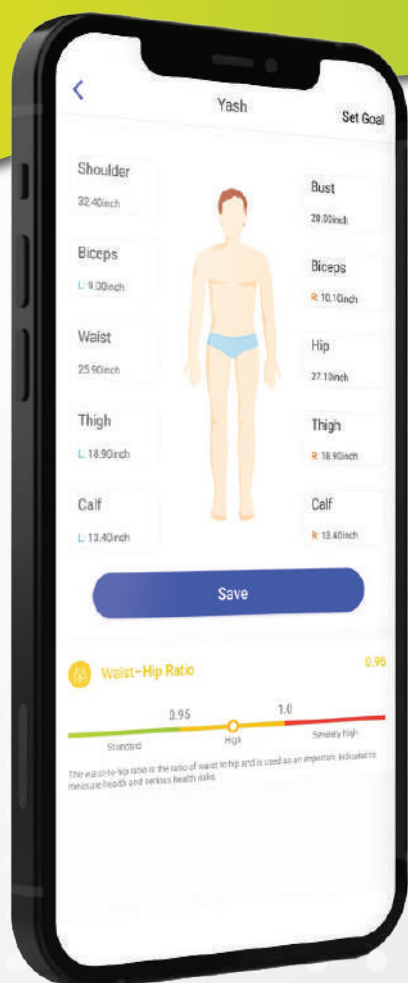 Yash
Set Goal
Shoulder
32.40inch
Bust
28.00inch
Biceps
L: 9.00inch
Biceps
R: 10.10inch
Waist
25.90inch
Hip
27.10inch
Thigh
L: 18.90inch
Thigh
R: 18.90inch
Calf
L: 13.40inch
Calf
R: 13.40inch
Save
Waist-Hip Ratio
0.96
0.95
1.0
Standard
High
Severely high
The waist-to-hip ratio is the ratio of waist to hip and is used as an important indicator to
measure health and serious health risks.